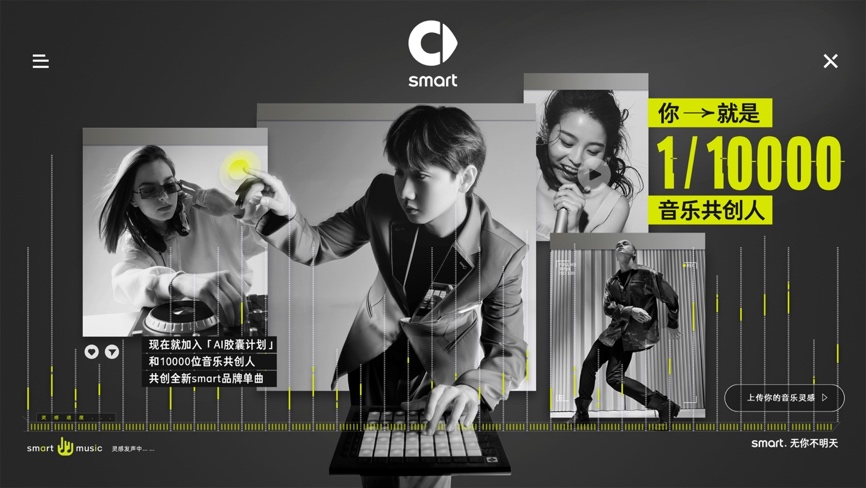 smart
你→就是
1/10000
音乐共创人
现在就加入「AI胶囊计划」
和10000位音乐共创人
共创全新smart品牌单曲
上传你的音乐灵感
smart music 灵感发声中......
smart. 无你不明天